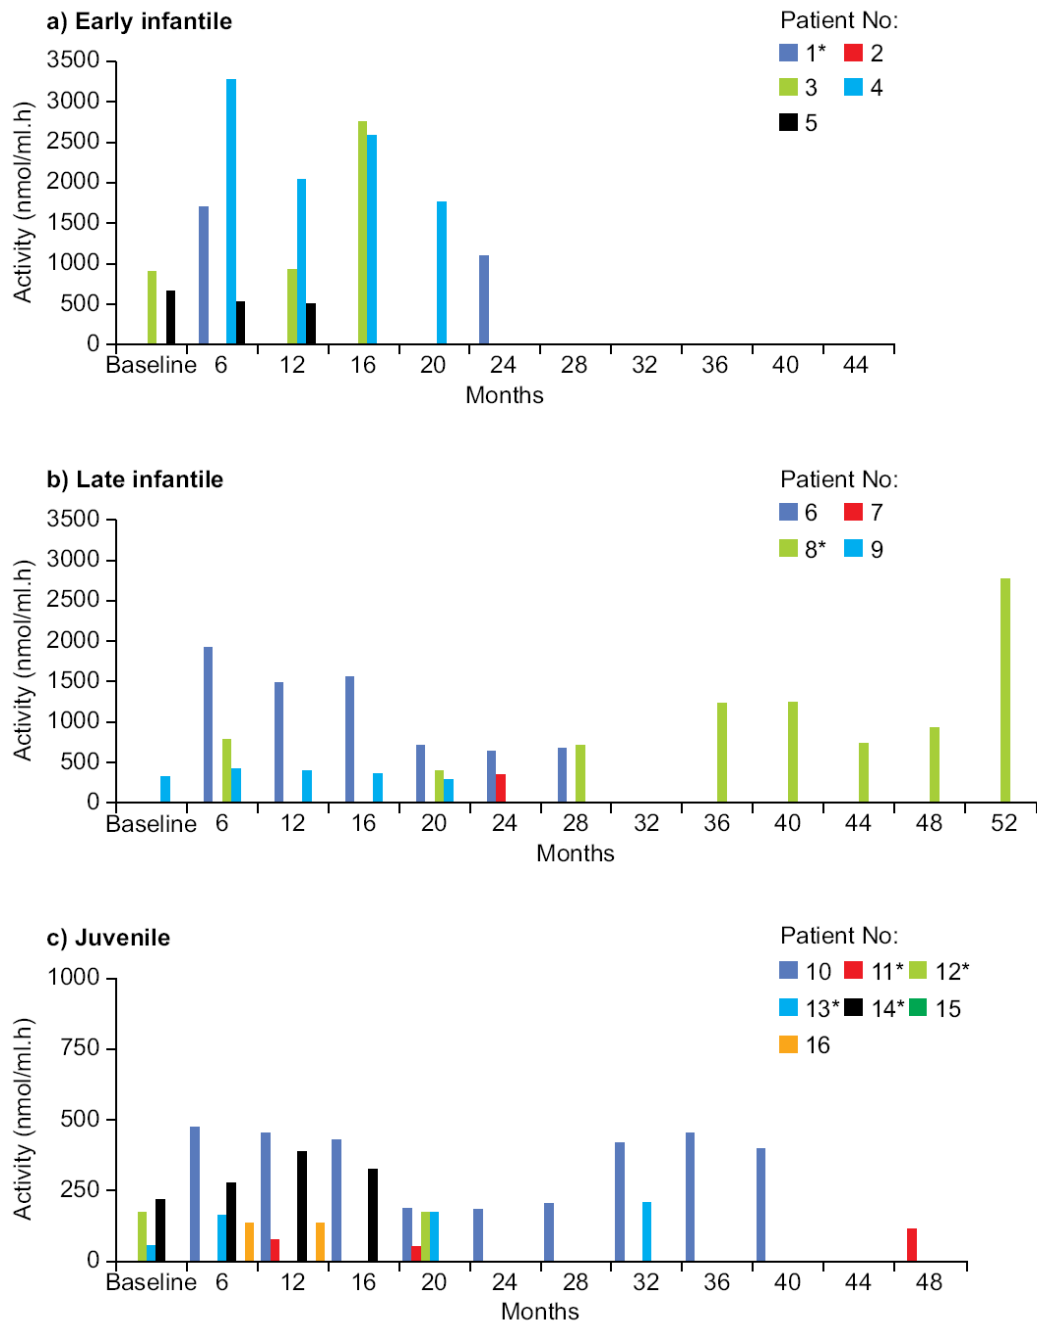 a) Early infantile
Patient No:
1* 2
3 4
5
Activity (nmol/ml.h)
3500
3000
2500
2000
1500
1000
500
0
Baseline 6 12 16 20 24 28 32 36 40 44
Months
b) Late infantile
Patient No:
6 7
8* 9
Activity (nmol/ml.h)
3500
3000
2500
2000
1500
1000
500
0
Baseline 6 12 16 20 24 28 32 36 40 44 48 52
Months
c) Juvenile
Patient No:
10 11* 12*
13* 14* 15
16
Activity (nmol/ml.h)
1000
750
500
250
0
Baseline 6 12 16 20 24 28 32 36 40 44 48
Months